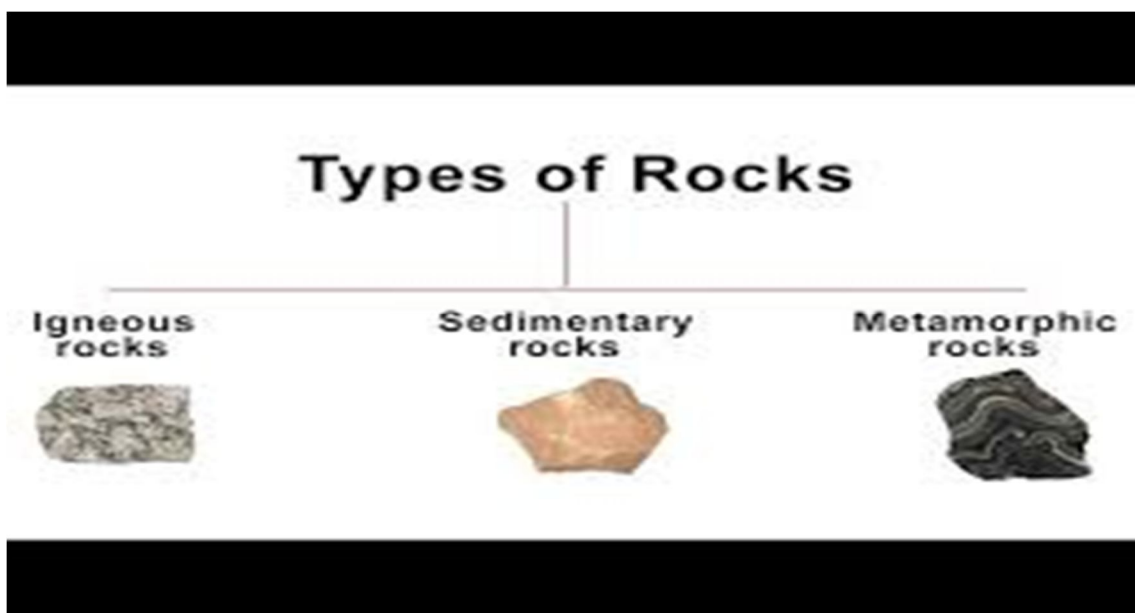 Types of Rocks
Igneous
rocks
Sedimentary
rocks
Metamorphic
rocks